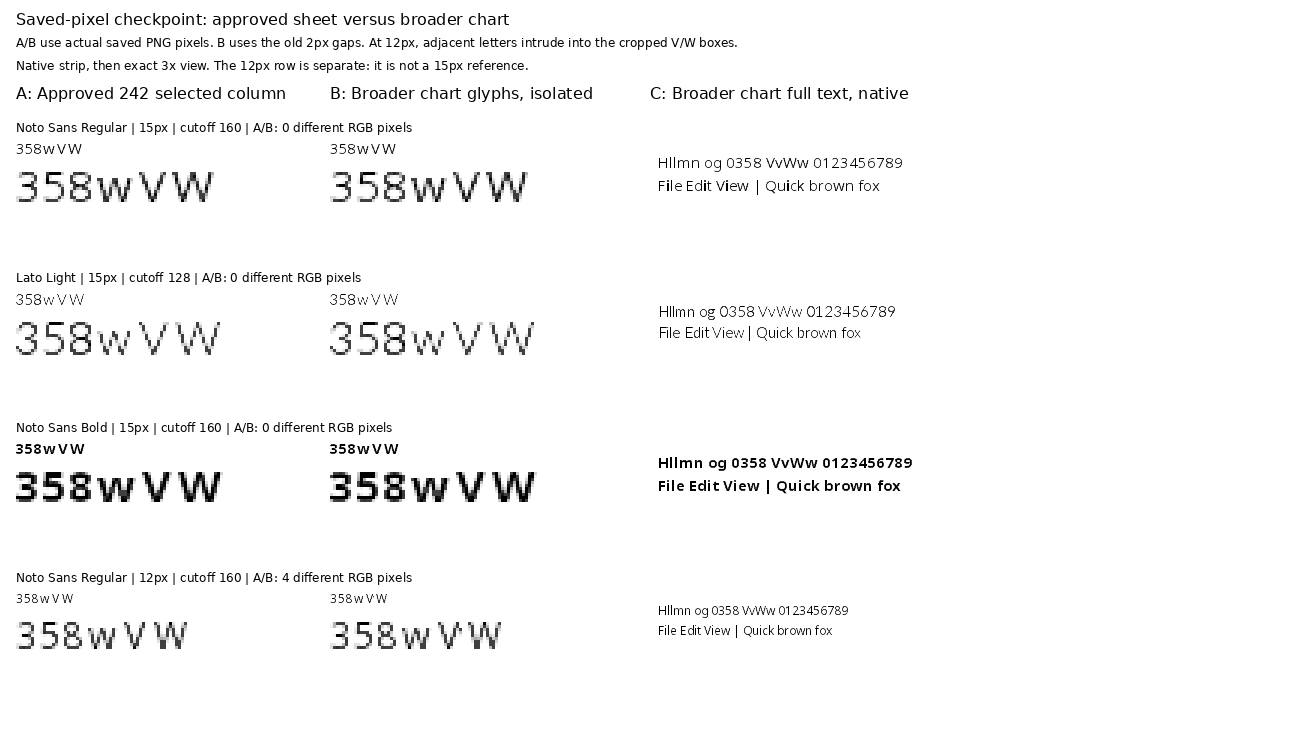 Saved-pixel checkpoint: approved sheet versus broader chart
A/B use actual saved PNG pixels. B uses the old 2px gaps. At 12px, adjacent letters intrude into the cropped V/W boxes.
Native strip, then exact 3x view. The 12px row is separate: it is not a 15px reference.
A: Approved 242 selected column
B: Broader chart glyphs, isolated
C: Broader chart full text, native
Noto Sans Regular | 15px | cutoff 160 | A/B: 0 different RGB pixels
358wVW
358wVW
358wVW
358wVW
HIlmn og 0358 VvWw 0123456789
File Edit View | Quick brown fox
Lato Light | 15px | cutoff 128 | A/B: 0 different RGB pixels
358wVW
358wVW
358wVW
358wVW
HIlmn og 0358 VvWw 0123456789
File Edit View | Quick brown fox
Noto Sans Bold | 15px | cutoff 160 | A/B: 0 different RGB pixels
358wVW
358wVW
358wVW
358wVW
HIlmn og 0358 VvWw 0123456789
File Edit View | Quick brown fox
Noto Sans Regular | 12px | cutoff 160 | A/B: 4 different RGB pixels
358wVW
358wVW
358wVW
358wVW
HIlmn og 0358 VvWw 0123456789
File Edit View | Quick brown fox